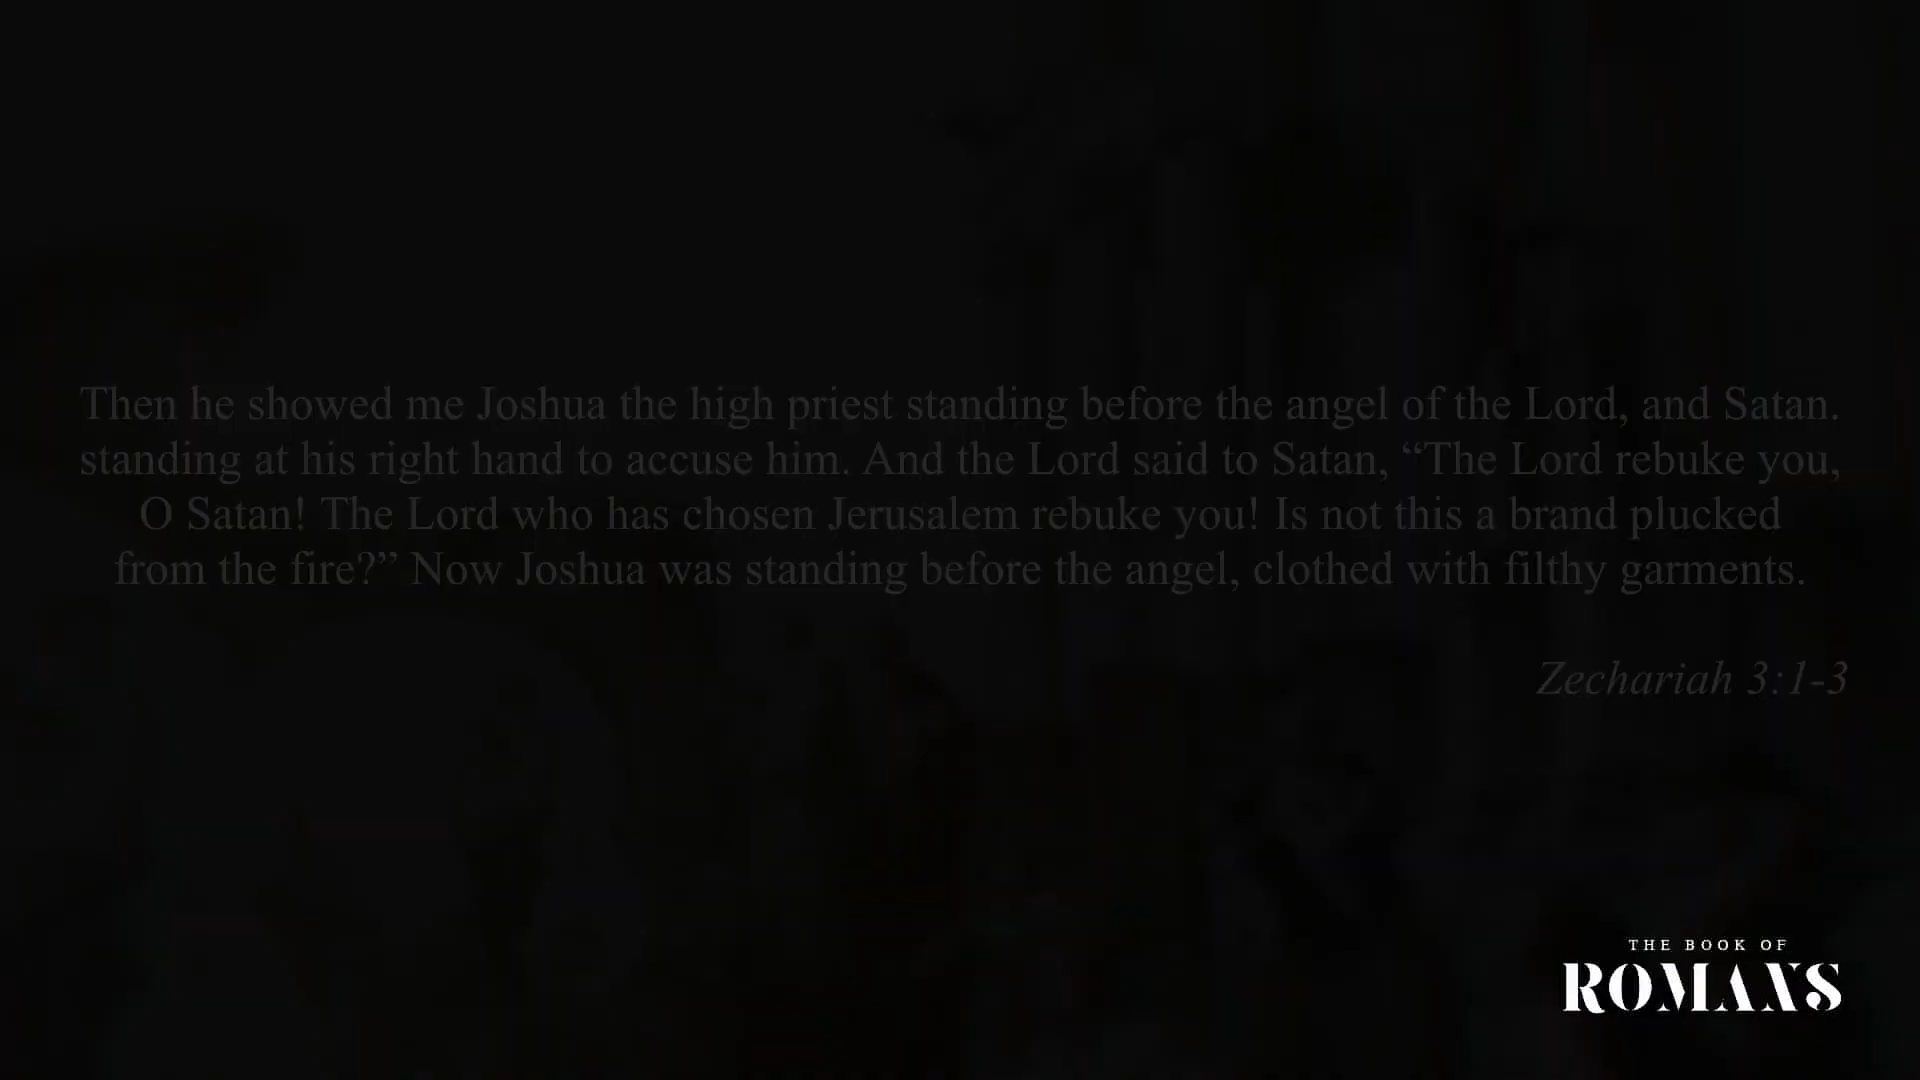 Then he showed me Joshua the high priest standing before the angel of the Lord, and Satan.
standing at his right hand to accuse him. And the Lord said to Satan, “The Lord rebuke you,
O Satan! The Lord who has chosen Jerusalem rebuke you! Is not this a brand plucked
from the fire?” Now Joshua was standing before the angel, clothed with filthy garments.
Zechariah 3:1-3
THE BOOK OF
ROMANS